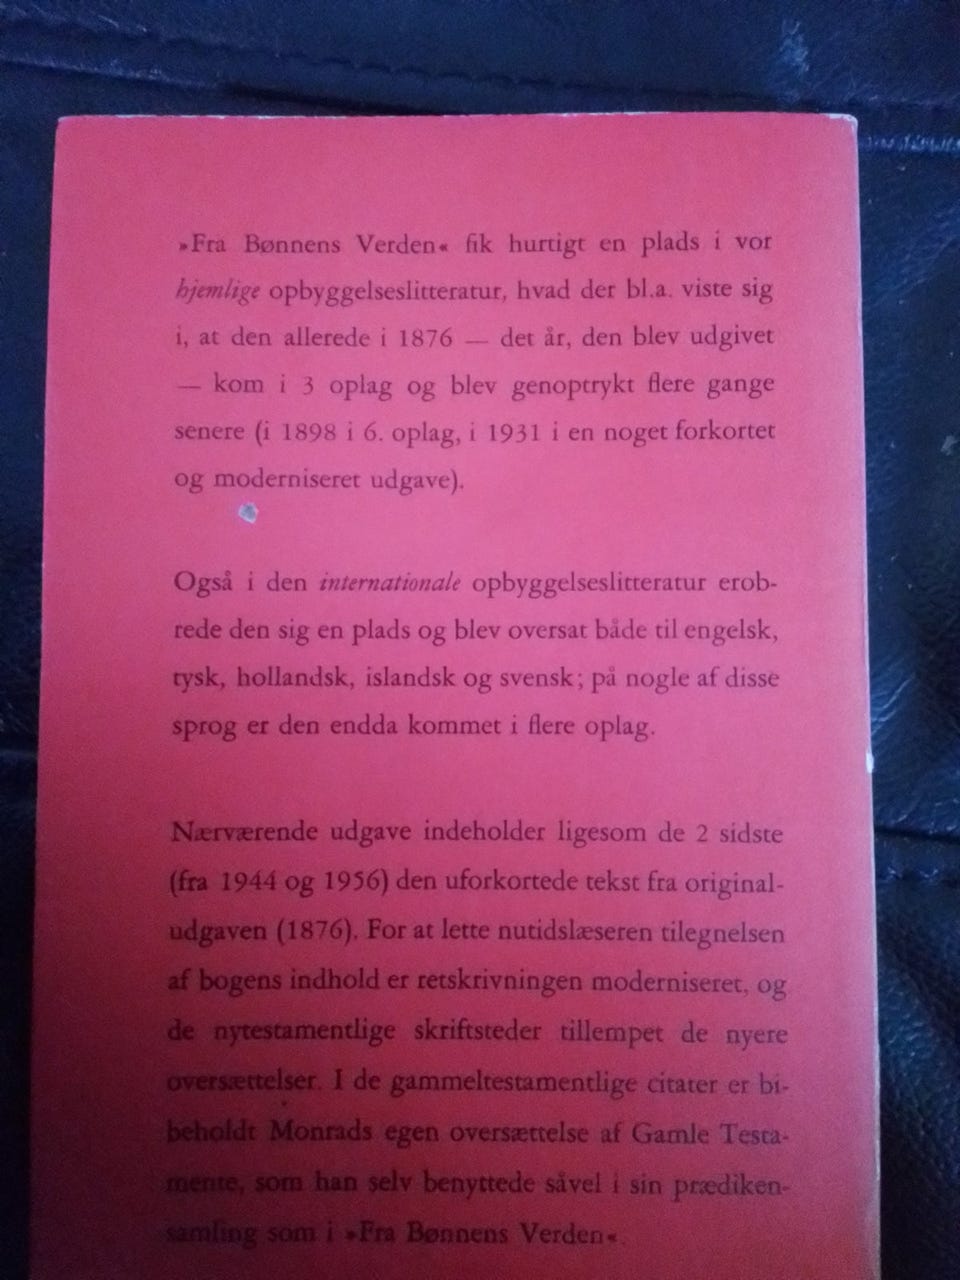 »Fra Bønnens Verden« fik hurtigt en plads i vor
hjemlige opbyggelseslitteratur, hvad der bl.a. viste sig
i, at den allerede i 1876 — det år, den blev udgivet
— kom i 3 oplag og blev genoptrykt flere gange
senere (i 1898 i 6. oplag, i 1931 i en noget forkortet
og moderniseret udgave).
Også i den internationale opbyggelseslitteratur erob-
rede den sig en plads og blev oversat både til engelsk,
tysk, hollandsk, islandsk og svensk; på nogle af disse
sprog er den endda kommet i flere oplag.
Nærværende udgave indeholder ligesom de 2 sidste
(fra 1944 og 1956) den uforkortede tekst fra original-
udgaven (1876). For at lette nutidslæseren tilegnelsen
af bogens indhold er retskrivningen moderniseret, og
de nytestamentlige skriftsteder tillempet de nyere
oversættelser. I de gammeltestamentlige citater er bi-
beholdt Monrads egen oversættelse af Gamle Testa-
mente, som han selv benyttede såvel i sin prædiken-
samling som i »Fra Bønnens Verden«.